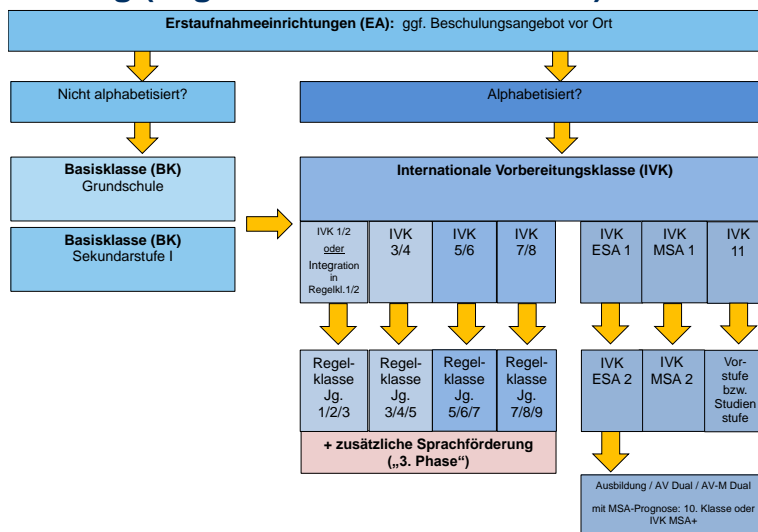 Erstaufnahmeeinrichtungen (EA): ggf. Beschulungsangebot vor Ort
Nicht alphabetisiert?
Alphabetisiert?
Basisklasse (BK)
Grundschule
Basisklasse (BK)
Sekundarstufe I
Internationale Vorbereitungsklasse (IVK)
IVK 1/2
oder
Integration
in
Regelkl.1/2
IVK
3/4
IVK
5/6
IVK
7/8
IVK
ESA 1
IVK
MSA 1
IVK
11
Regel-
klasse
Jg.
1/2/3
Regel-
klasse
Jg.
3/4/5
Regel-
klasse
Jg.
5/6/7
Regel-
klasse
Jg.
7/8/9
IVK
ESA 2
IVK
MSA 2
Vor-
stufe
bzw.
Studien
stufe
+ zusätzliche Sprachförderung
(„3. Phase“)
Ausbildung / AV Dual / AV-M Dual
mit MSA-Prognose: 10. Klasse oder
IVK MSA+